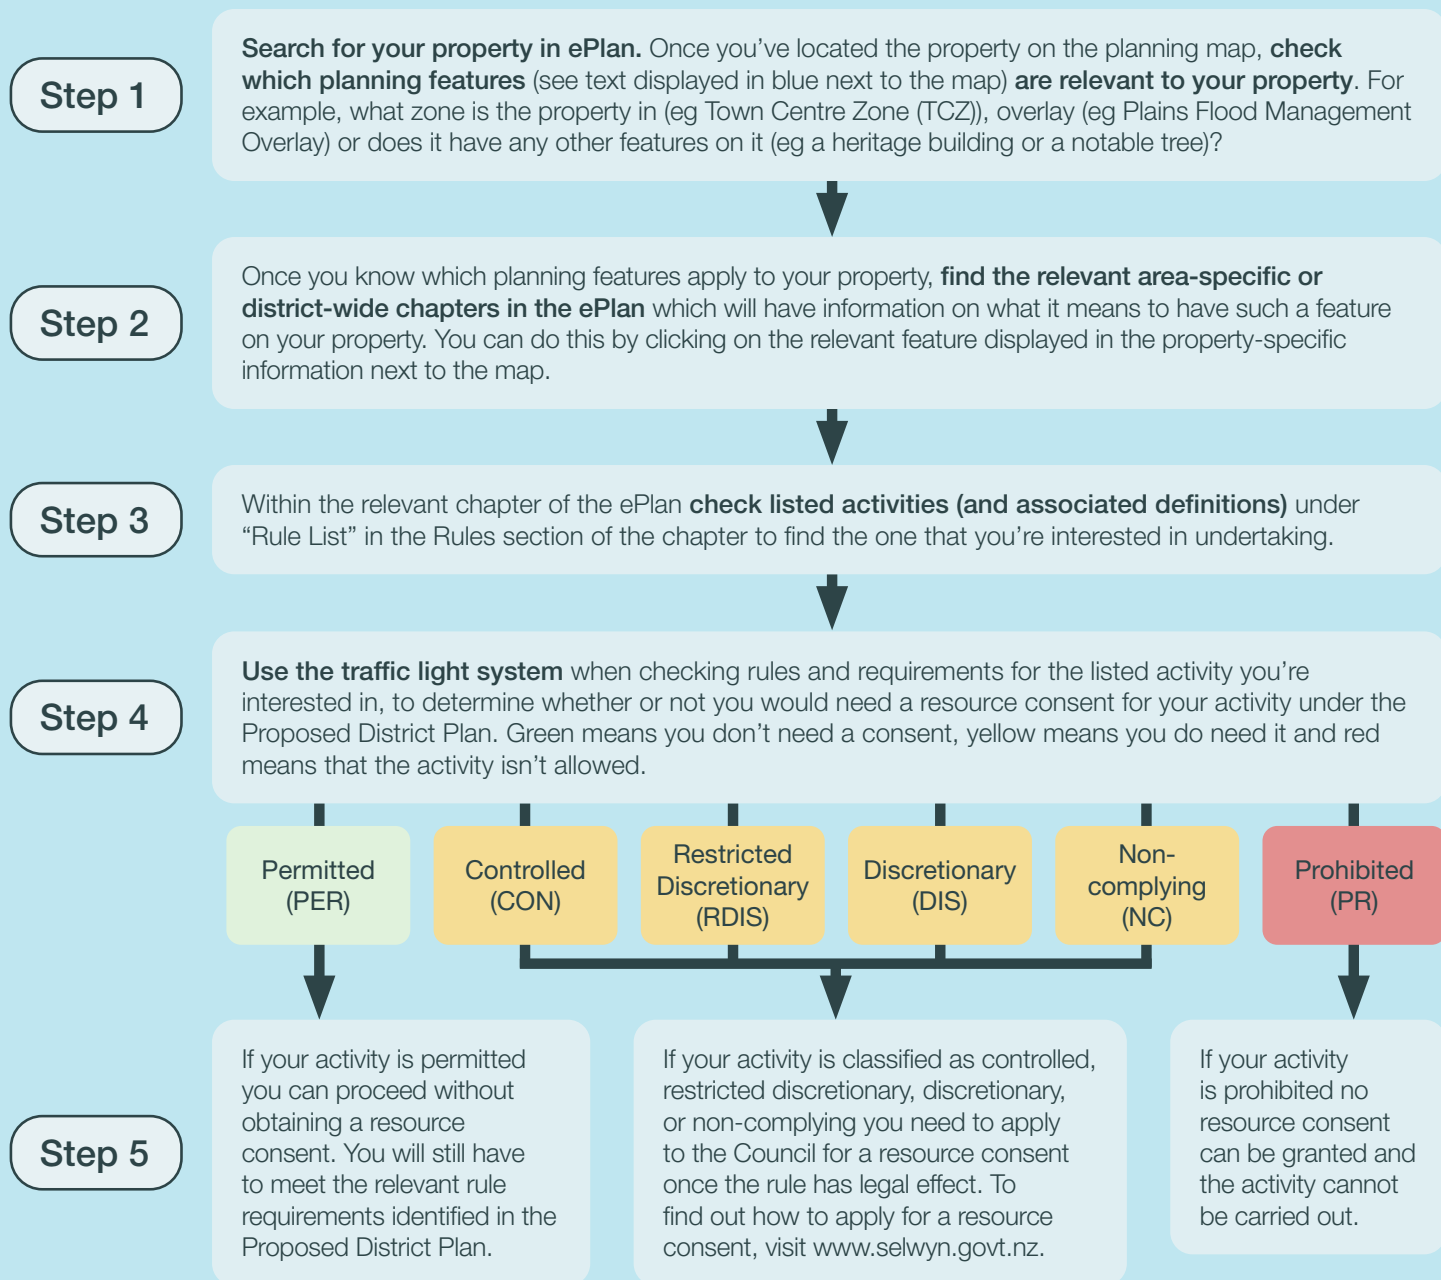 Step 1
Search for your property in ePlan. Once you’ve located the property on the planning map, check
which planning features (see text displayed in blue next to the map) are relevant to your property. For
example, what zone is the property in (eg Town Centre Zone (TCZ)), overlay (eg Plains Flood Management
Overlay) or does it have any other features on it (eg a heritage building or a notable tree)?
Step 2
Once you know which planning features apply to your property, find the relevant area-specific or
district-wide chapters in the ePlan which will have information on what it means to have such a feature
on your property. You can do this by clicking on the relevant feature displayed in the property-specific
information next to the map.
Step 3
Within the relevant chapter of the ePlan check listed activities (and associated definitions) under
“Rule List” in the Rules section of the chapter to find the one that you’re interested in undertaking.
Step 4
Use the traffic light system when checking rules and requirements for the listed activity you’re
interested in, to determine whether or not you would need a resource consent for your activity under the
Proposed District Plan. Green means you don’t need a consent, yellow means you do need it and red
means that the activity isn’t allowed.
Permitted
(PER)
Controlled
(CON)
Restricted
Discretionary
(RDIS)
Discretionary
(DIS)
Non-
complying
(NC)
Prohibited
(PR)
Step 5
If your activity is permitted
you can proceed without
obtaining a resource
consent. You will still have
to meet the relevant rule
requirements identified in the
Proposed District Plan.
If your activity is classified as controlled,
restricted discretionary, discretionary,
or non-complying you need to apply
to the Council for a resource consent
once the rule has legal effect. To
find out how to apply for a resource
consent, visit www.selwyn.govt.nz.
If your activity
is prohibited no
resource consent
can be granted and
the activity cannot
be carried out.